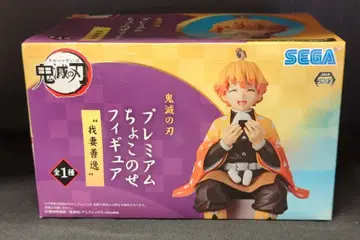 鬼滅の刃
SEGA
鬼滅の刃
プレミアム
ちょこのせ
フィギュア
“我妻善逸”
全1種